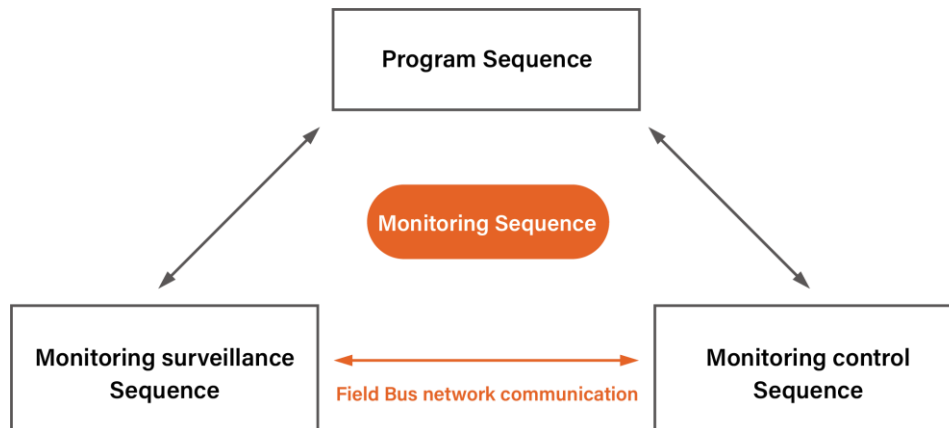 Program Sequence
Monitoring Sequence
Monitoring surveillance
Sequence
Field Bus network communication
Monitoring control
Sequence